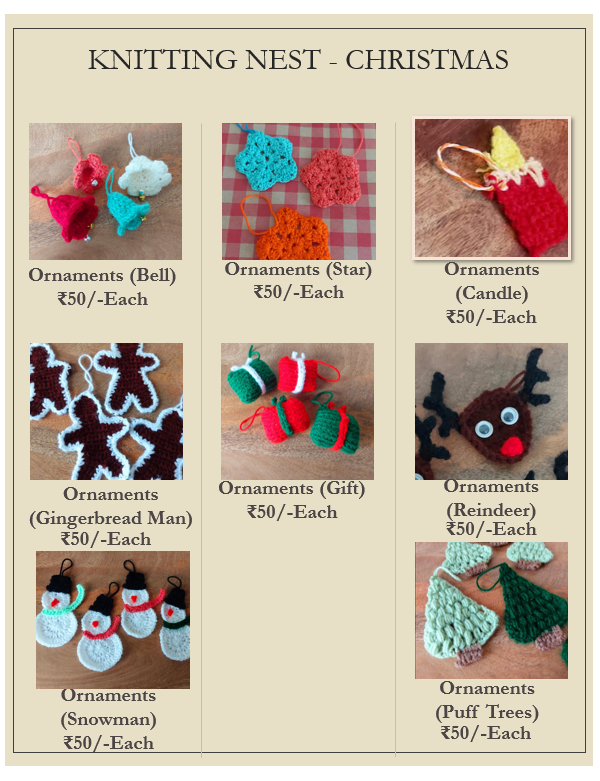 KNITTING NEST - CHRISTMAS
Ornaments (Bell)
₹50/-Each
Ornaments (Star)
₹50/-Each
Ornaments
(Candle)
₹50/-Each
Ornaments
(Gingerbread Man)
₹50/-Each
Ornaments (Gift)
₹50/-Each
Ornaments
(Reindeer)
₹50/-Each
Ornaments
(Snowman)
₹50/-Each
Ornaments
(Puff Trees)
₹50/-Each